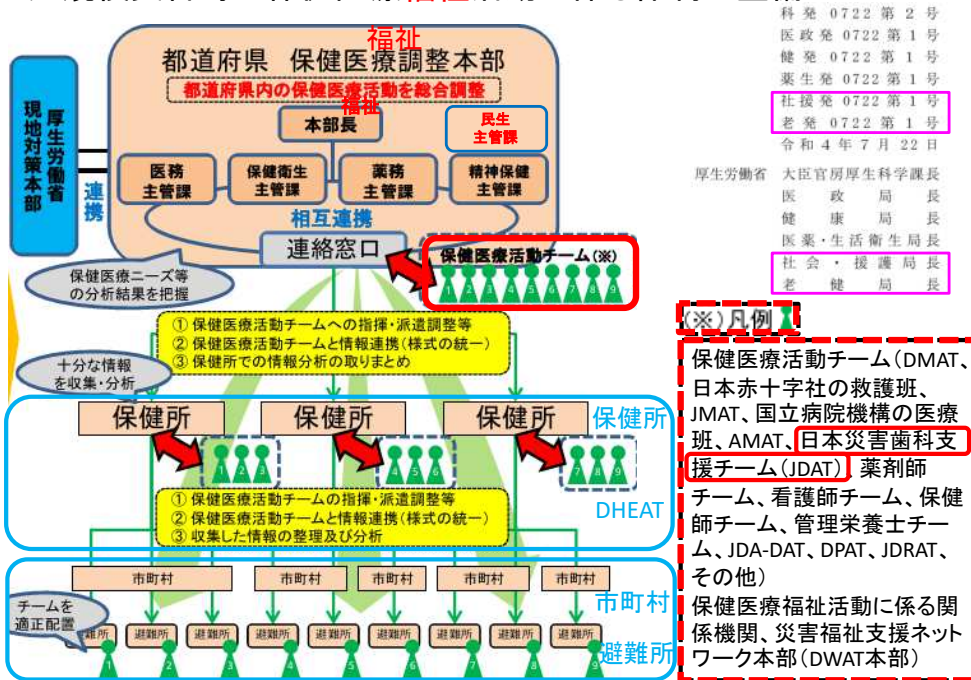 福祉
都道府県 保健医療調整本部
都道府県内の保健医療活動を総合調整
福祉
本部長
民生
主管課
医務
主管課
保健衛生
主管課
薬務
主管課
精神保健
主管課
相互連携
連絡窓口
厚生労働省
現地対策本部
連携
保健医療活動チーム(※)
1 2 3 4 5 6 7 8 9
保健医療ニーズ等
の分析結果を把握
① 保健医療活動チームへの指揮・派遣調整等
② 保健医療活動チームと情報連携(様式の統一)
③ 保健所での情報分析の取りまとめ
十分な情報
を収集・分析
保健所
保健所
保健所
保健所
1 2 3
4 5 6
7 8 9
① 保健医療活動チームの指揮・派遣調整等
② 保健医療活動チームと情報連携(様式の統一)
③ 収集した情報の整理及び分析
DHEAT
市町村
市町村
市町村
市町村
市町村
市町村
チームを
適正配置
難所
避難所
避難所
避難所
避難所
避難所
避難所
避難所
避難所
避難所
1 2 3 4 5 6 7 8 9
科発0722第2号
医政発0722第1号
健発0722第1号
薬生発0722第1号
社援発0722第1号
老発0722第1号
令和4年7月22日
厚生労働省 大臣官房厚生科学課長
医政局長
健康局長
医薬・生活衛生局長
社会・援護局長
老健局長
(※)凡例
保健医療活動チーム(DMAT、
日本赤十字社の救護班、
JMAT、国立病院機構の医療
班、AMAT、日本災害歯科支
援チーム(JDAT)、薬剤師
チーム、看護師チーム、保健
師チーム、管理栄養士チー
ム、JDA-DAT、DPAT、JDRAT、
その他)
保健医療福祉活動に係る関
係機関、災害福祉支援ネット
ワーク本部(DWAT本部)